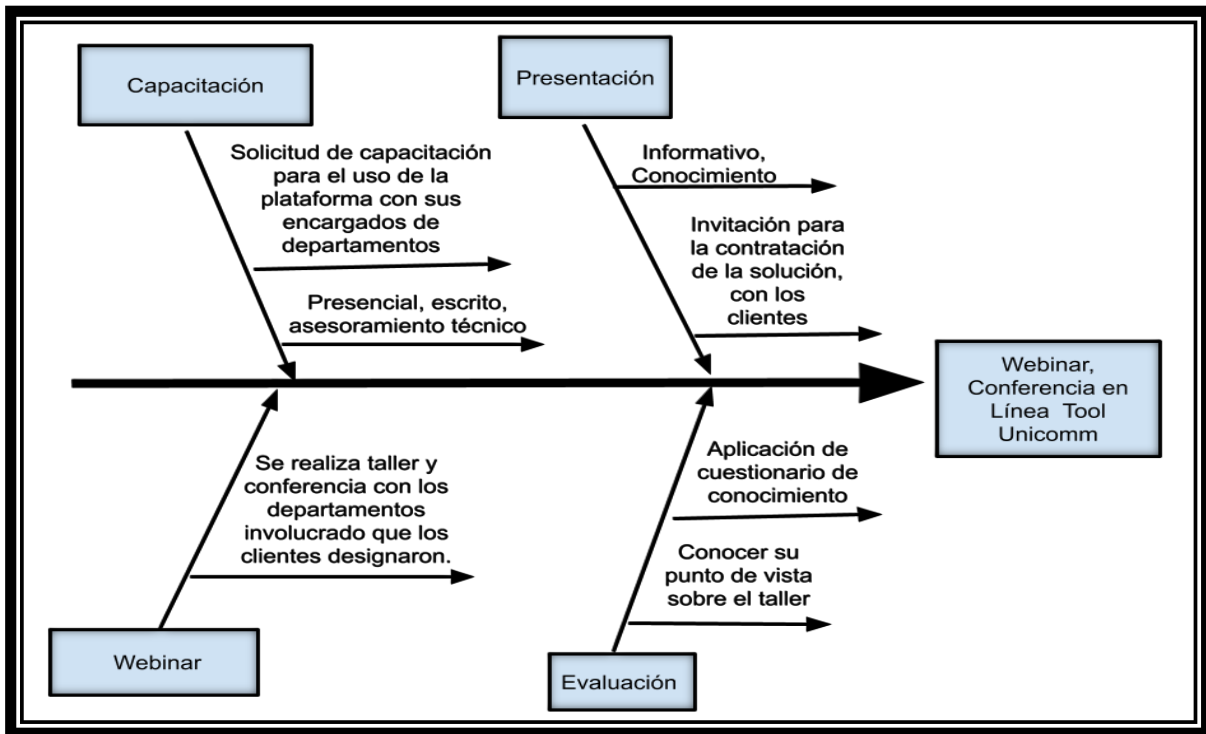 Capacitación
Presentación
Solicitud de capacitación
para el uso de la
plataforma con sus
encargados de
departamentos
Presencial, escrito,
asesoramiento técnico
Informativo,
Conocimiento
Invitación para
la contratación
de la solución,
con los
clientes
Webinar,
Conferencia en
Línea Tool
Unicomm
Se realiza taller y
conferencia con los
departamentos
involucrado que los
clientes designaron.
Aplicación de
cuestionario de
conocimiento
Conocer su
punto de vista
sobre el taller
Webinar
Evaluación